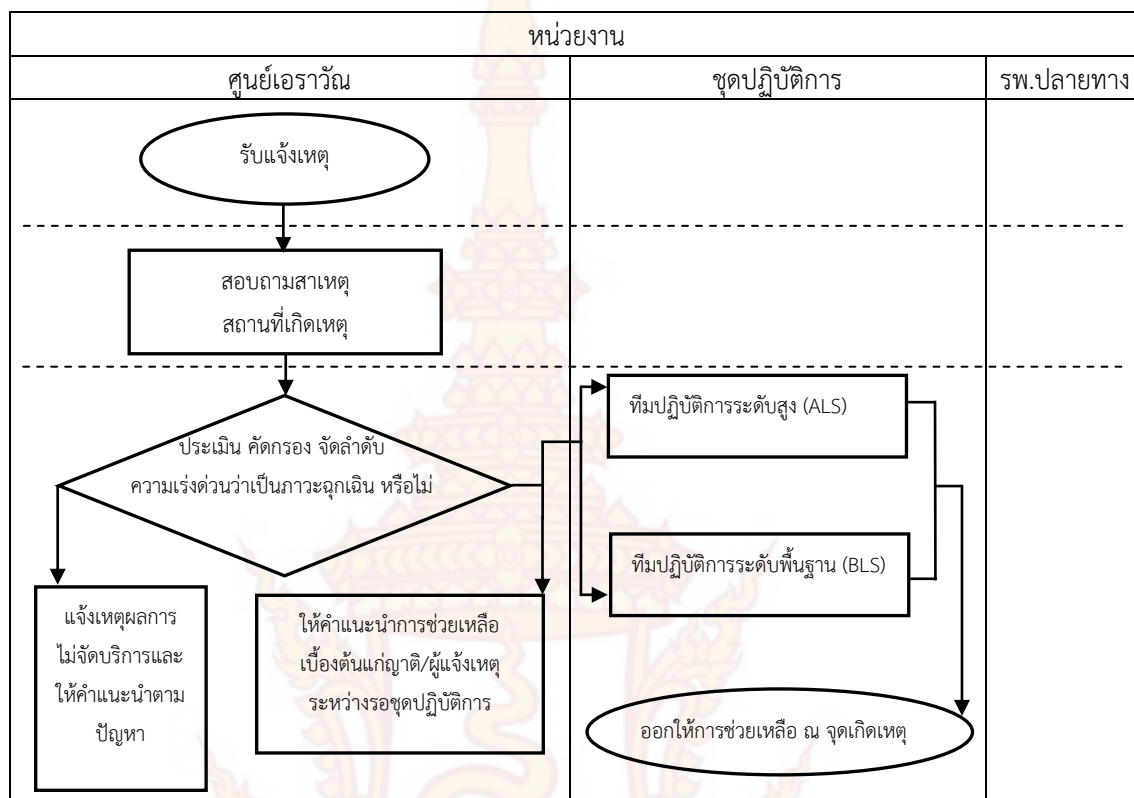 หน่วยงาน
ศูนย์เอราวัณ
ชุดปฏิบัติการ
รพ.ปลายทาง
รับแจ้งเหตุ
สอบถามสาเหตุ
สถานที่เกิดเหตุ
ประเมิน คัดกรอง จัดลำดับ
ความเร่งด่วนว่าเป็นภาวะฉุกเฉิน หรือไม่
ทีมปฏิบัติการระดับสูง (ALS)
ทีมปฏิบัติการระดับพื้นฐาน (BLS)
แจ้งเหตุผลการ
ไม่จัดบริการและ
ให้คำแนะนำตาม
ปัญหา
ให้คำแนะนำการช่วยเหลือ
เบื้องต้นแก่ญาติ/ผู้แจ้งเหตุ
ระหว่างรอชุดปฏิบัติการ
ออกให้การช่วยเหลือ ณ จุดเกิดเหตุ